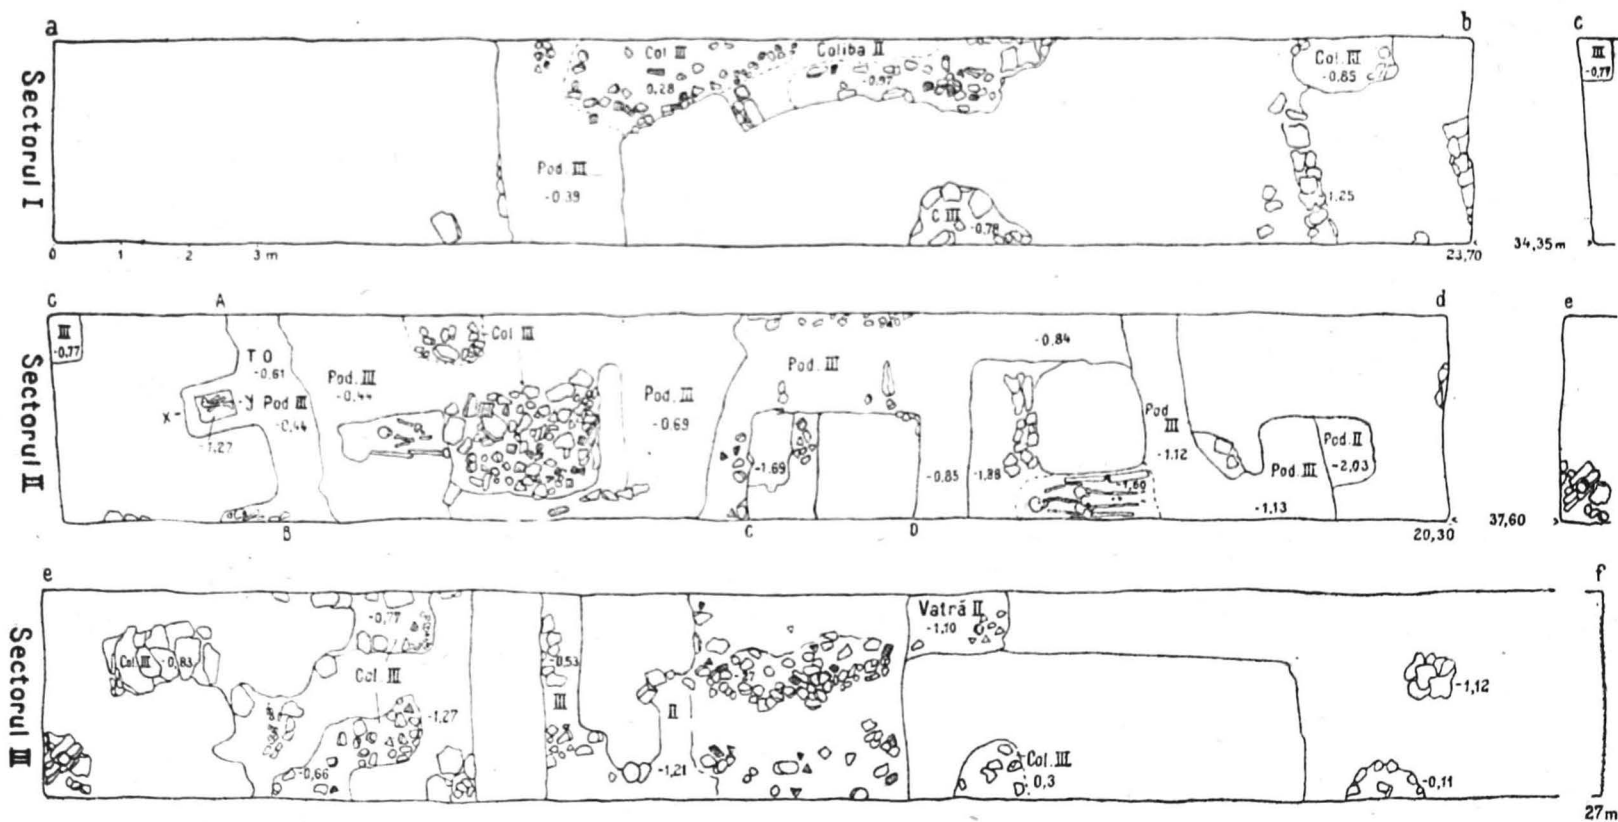 a
b
c
Sectorul I
Col III
0,28
Coliba II
-0,97
Col. III
-0,85
III
-0,77
Pod. III
-0,39
C III
-0,78
1,25
0 1 2 3 m
23,70
34,35 m
c
A
d
e
Sectorul II
III
-0,77
T O
-0,61
x
y
Pod III
-0,44
-1,27
Pod. III
-0,44
Col III
Pod. III
-0,69
Pod. III
-1,69
-0,84
-0,85
-1,88
-1,60
Pod
III
-1,12
Pod. III
-1,13
Pod. II
-2,03
B
C
D
20,30
37,60
e
f
Sectorul III
Col. III
-0,83
-0,77
Col. III
-1,27
-0,66
-0,53
III
II
-1,21
Vatră II
-1,10
Col. III
0,3
-1,12
-0,11
27 m